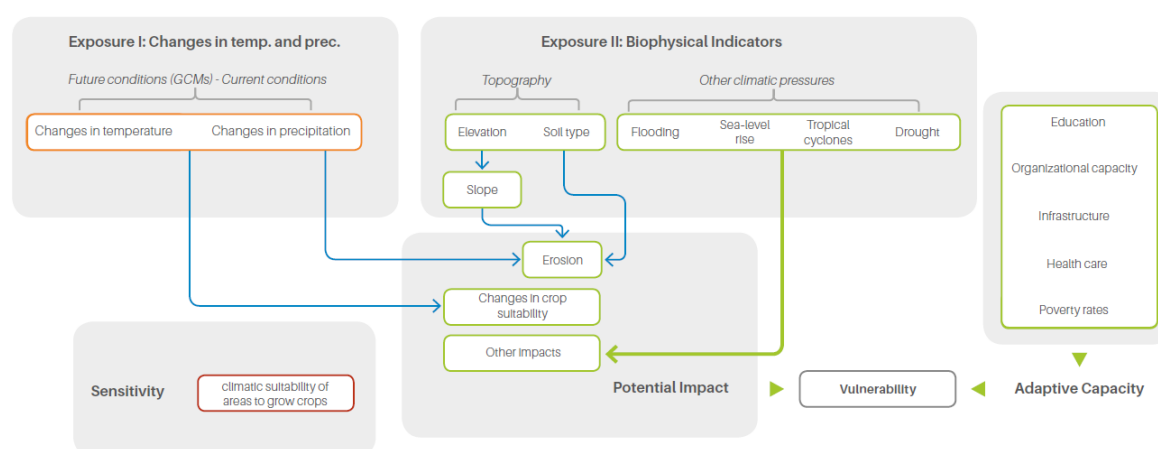 Exposure I: Changes in temp. and prec.
Future conditions (GCMs) - Current conditions
Changes in temperature
Changes in precipitation
Exposure II: Biophysical Indicators
Topography
Other climatic pressures
Elevation
Soil type
Flooding
Sea-level
rise
Tropical
cyclones
Drought
Slope
Education
Organizational capacity
Infrastructure
Health care
Poverty rates
Erosion
Changes in crop
suitability
Other impacts
Potential Impact
Sensitivity
climatic suitability of
areas to grow crops
Vulnerability
Adaptive Capacity